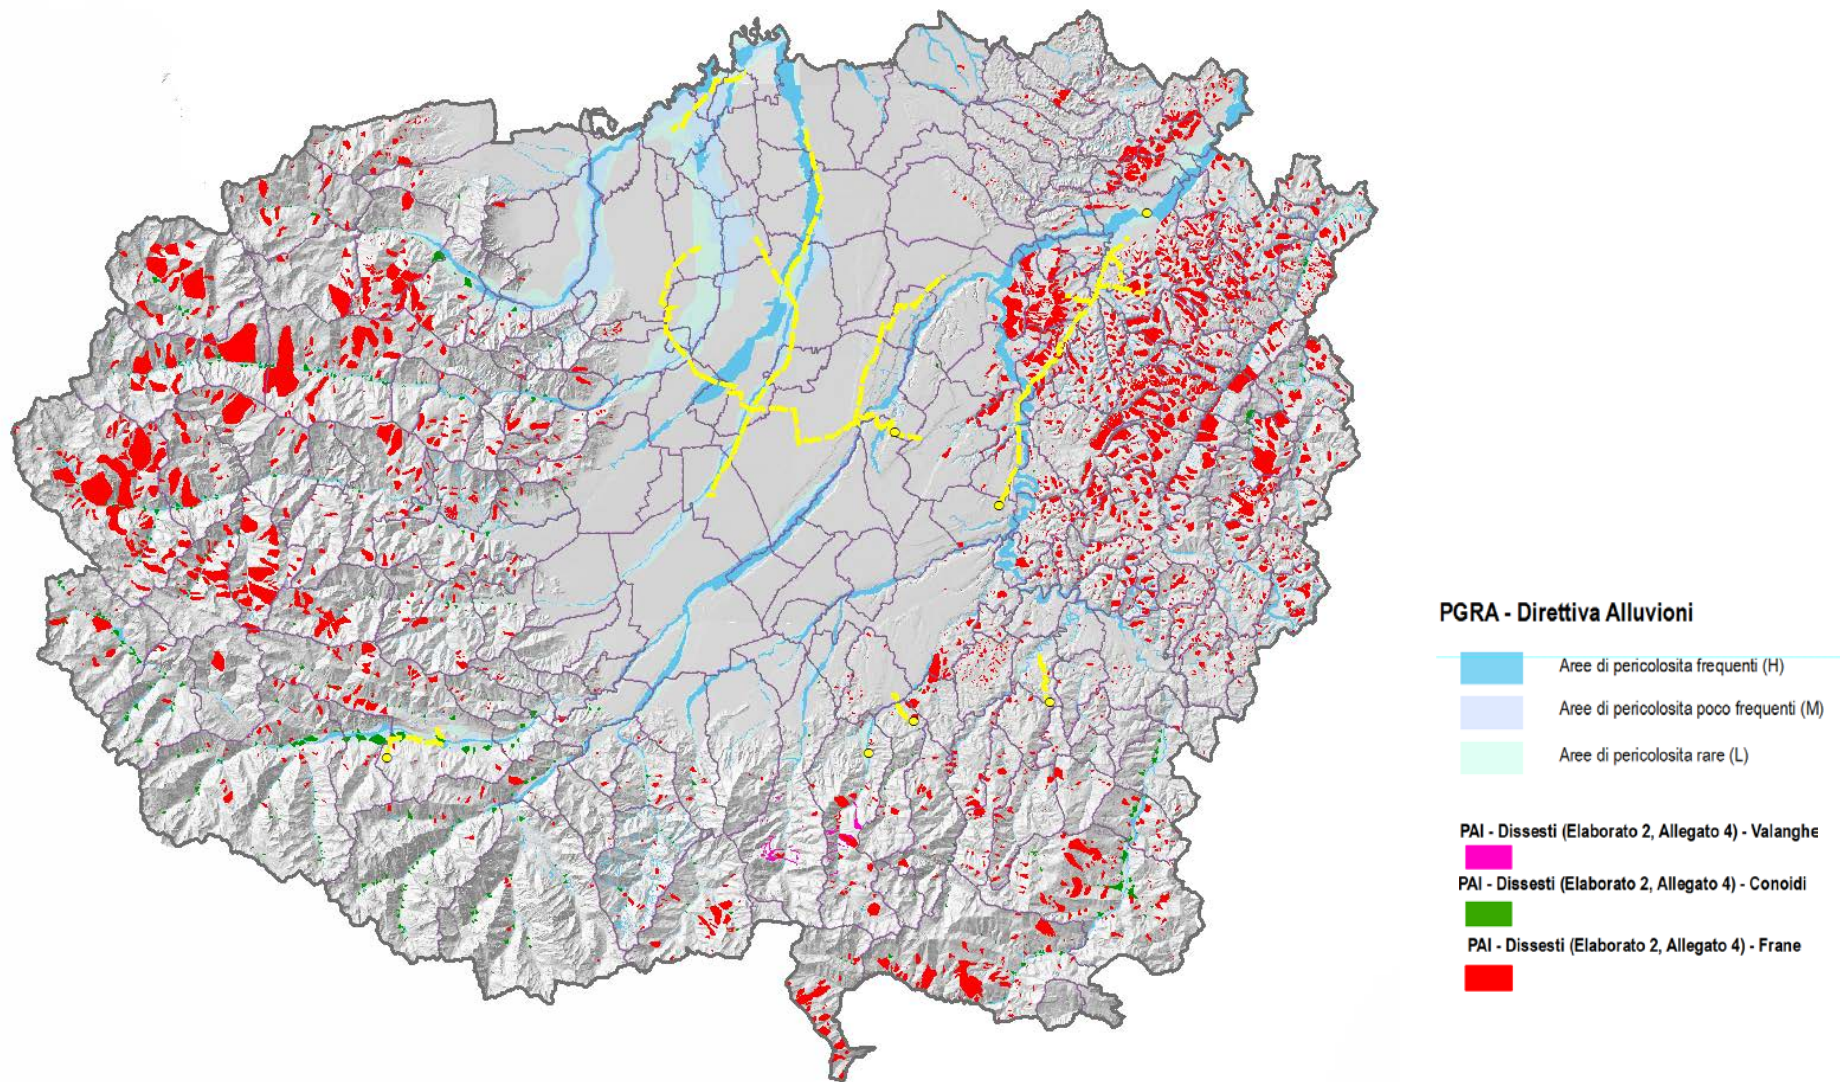 PGRA - Direttiva Alluvioni
Aree di pericolosita frequenti (H)
Aree di pericolosita poco frequenti (M)
Aree di pericolosita rare (L)
PAI - Dissesti (Elaborato 2, Allegato 4) - Valanghe
PAI - Dissesti (Elaborato 2, Allegato 4) - Conoidi
PAI - Dissesti (Elaborato 2, Allegato 4) - Frane